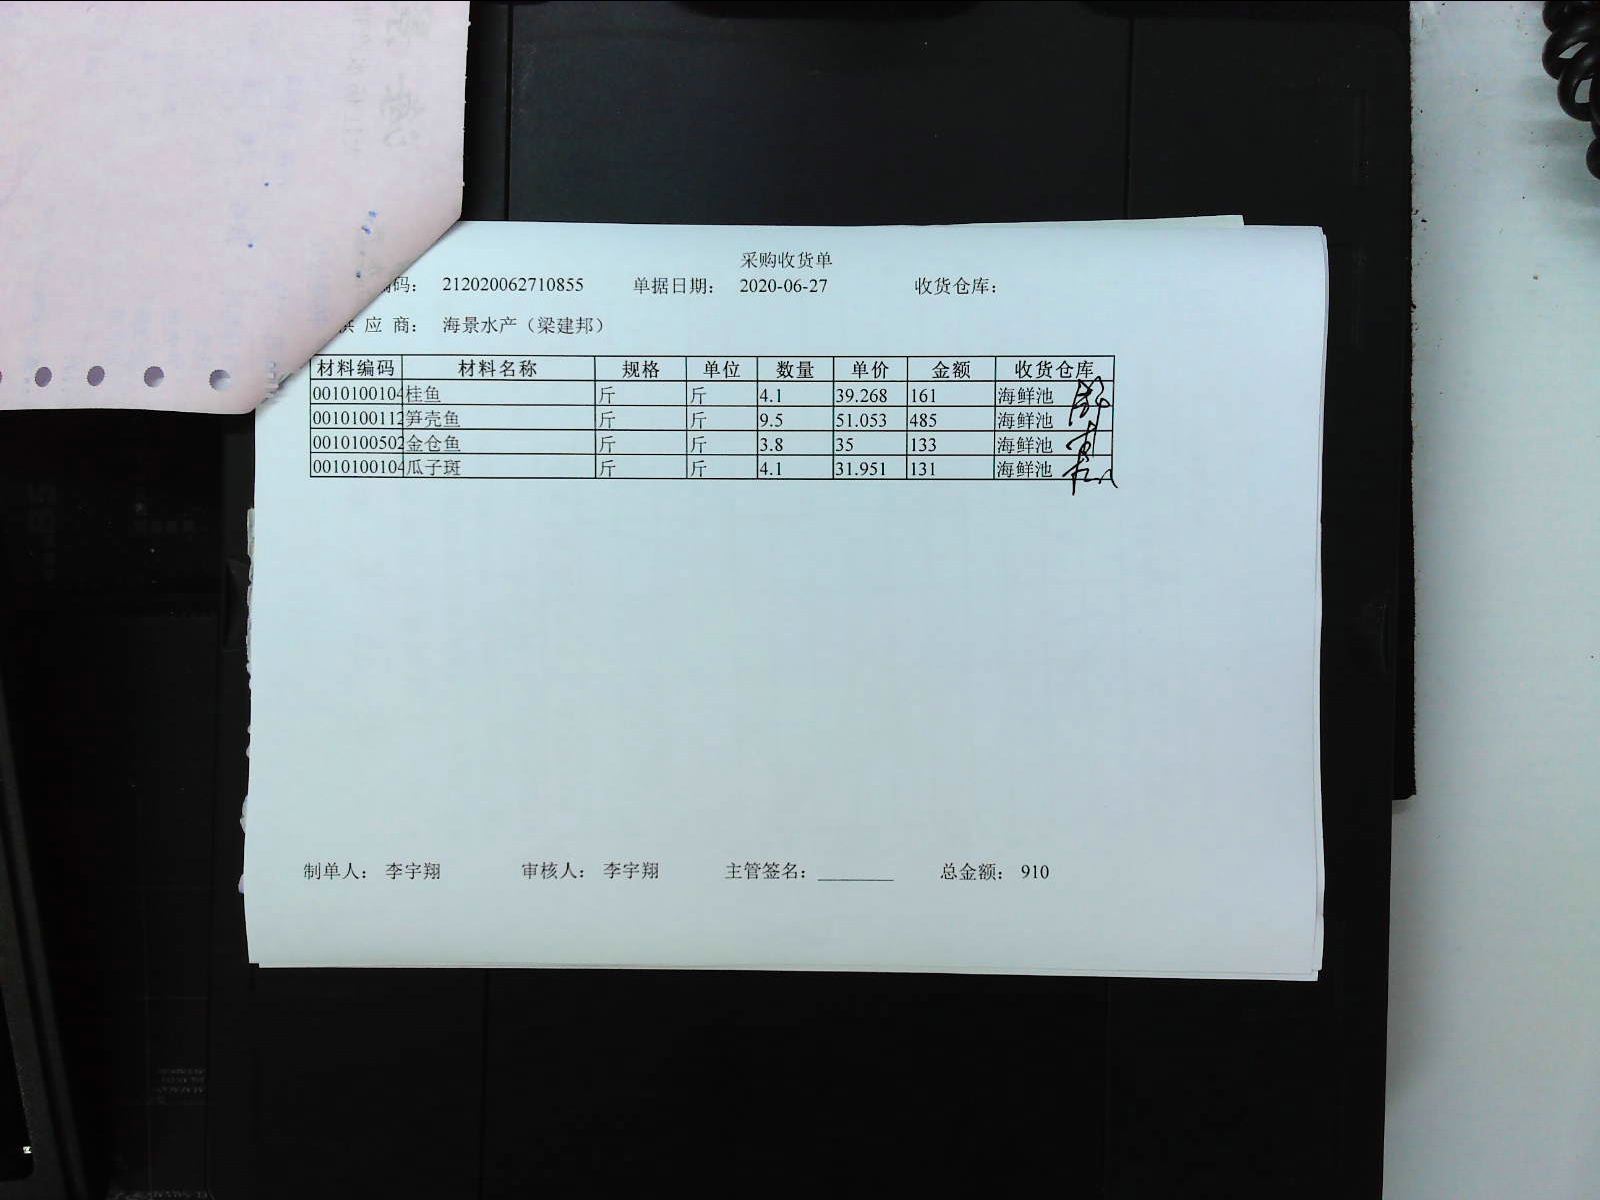 采购收货单
编码： 212020062710855 单据日期： 2020-06-27 收货仓库：
供 应 商： 海景水产（梁建邦）
材料编码 材料名称 规格 单位 数量 单价 金额 收货仓库
0010100104 桂鱼 斤 斤 4.1 39.268 161 海鲜池
0010100112 笋壳鱼 斤 斤 9.5 51.053 485 海鲜池
0010100502 金仓鱼 斤 斤 3.8 35 133 海鲜池
0010100104 瓜子斑 斤 斤 4.1 31.951 131 海鲜池
制单人： 李宇翔 审核人： 李宇翔 主管签名：________ 总金额： 910